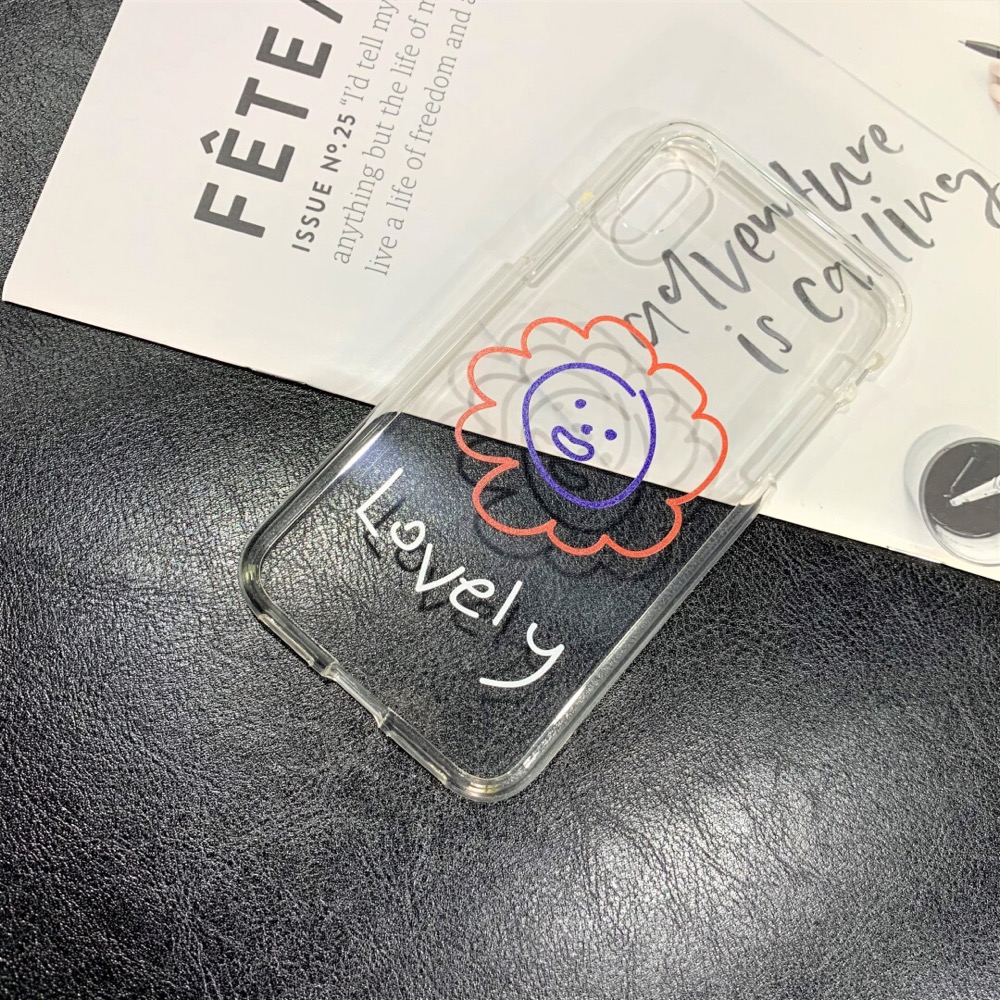 FÊTE
ISSUE Nº.25 "I'd tell my
anything but the life of
live a life of freedom and
adventure
is calling
Lovely